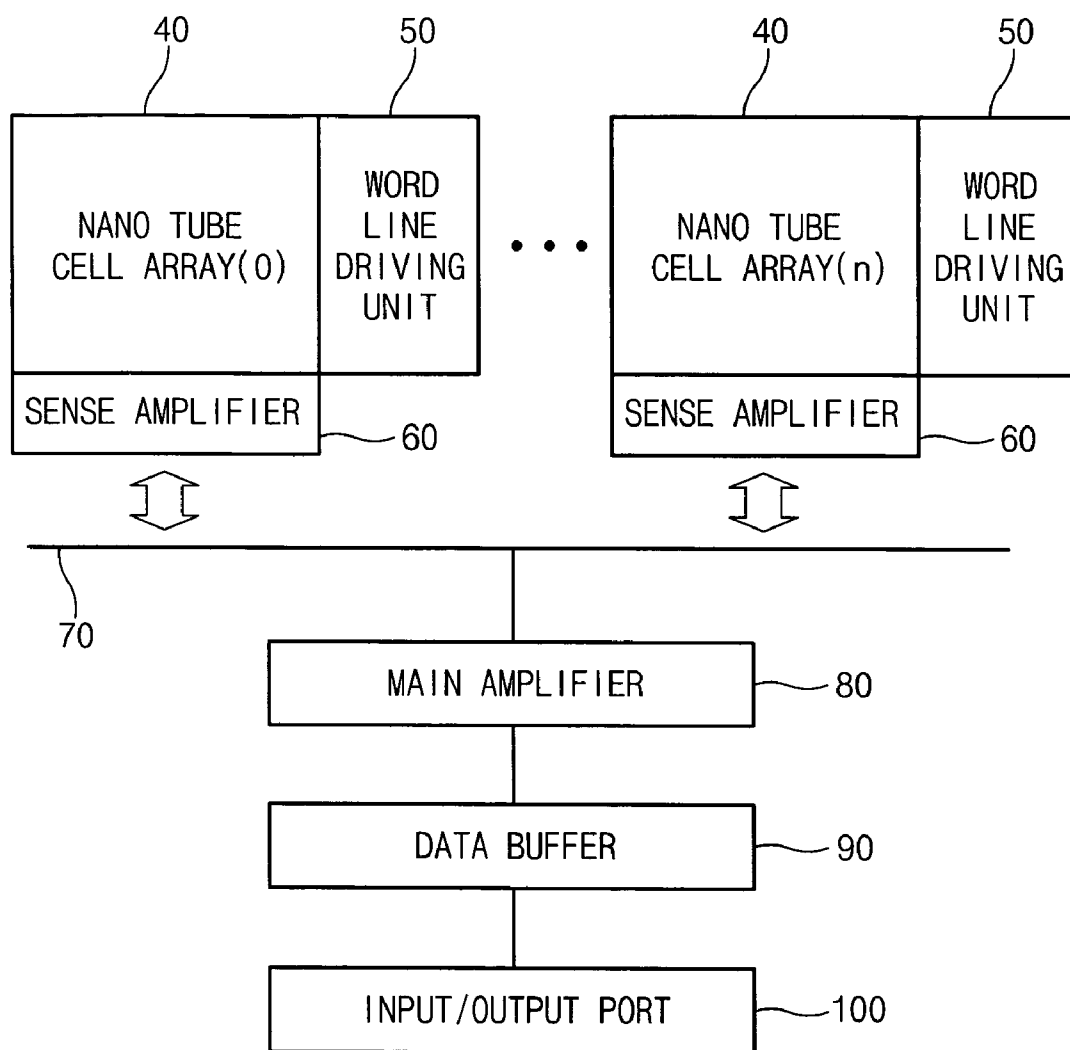 40 50 40 50
NANO TUBE
CELL ARRAY(0)
WORD
LINE
DRIVING
UNIT
•••
NANO TUBE
CELL ARRAY(n)
WORD
LINE
DRIVING
UNIT
SENSE AMPLIFIER
60
SENSE AMPLIFIER
60
70
MAIN AMPLIFIER
80
DATA BUFFER
90
INPUT/OUTPUT PORT
100